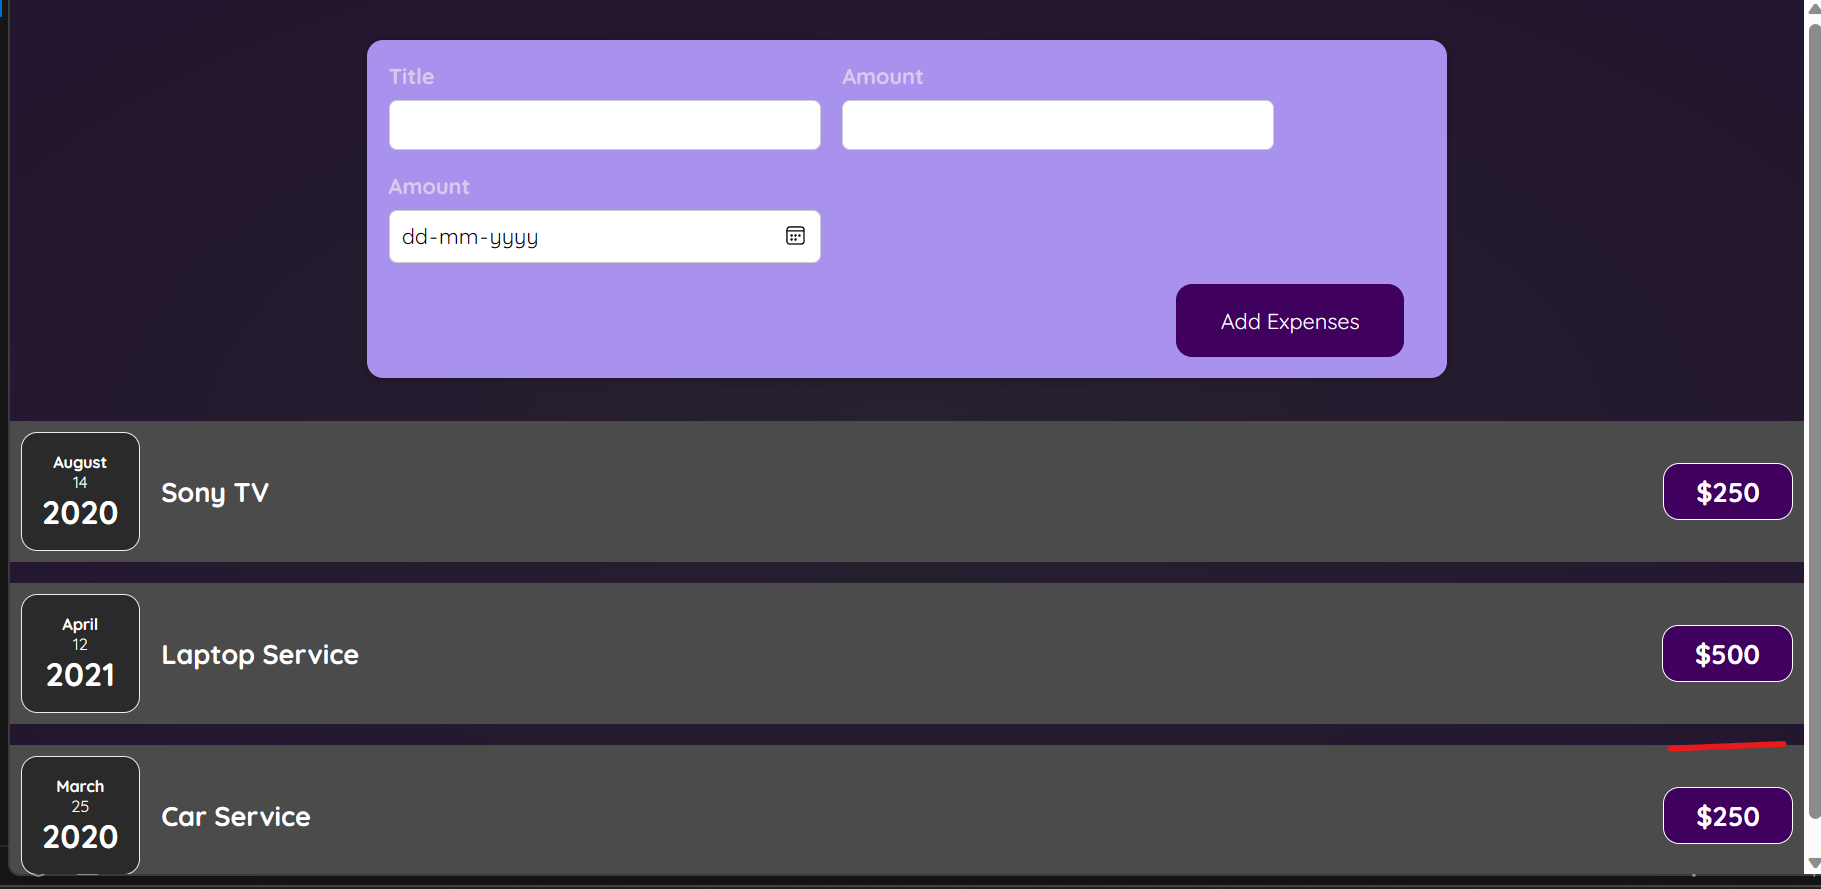 Title Amount
Amount
dd-mm-yyyy
Add Expenses
August
14
2020
Sony TV
$250
April
12
2021
Laptop Service
$500
March
25
2020
Car Service
$250